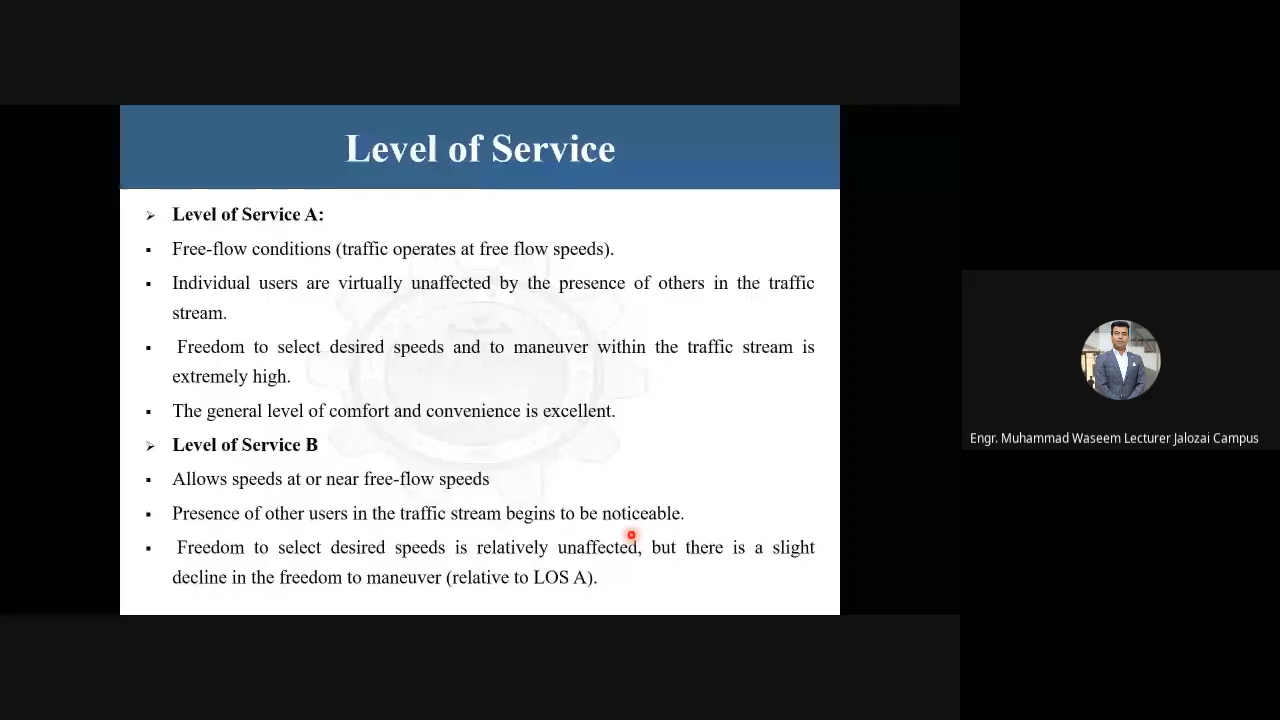 Level of Service
➢ Level of Service A:
▪ Free-flow conditions (traffic operates at free flow speeds).
▪ Individual users are virtually unaffected by the presence of others in the traffic
stream.
▪ Freedom to select desired speeds and to maneuver within the traffic stream is
extremely high.
▪ The general level of comfort and convenience is excellent.
➢ Level of Service B
▪ Allows speeds at or near free-flow speeds
▪ Presence of other users in the traffic stream begins to be noticeable.
▪ Freedom to select desired speeds is relatively unaffected, but there is a slight
decline in the freedom to maneuver (relative to LOS A).
Engr. Muhammad Waseem Lecturer Jalozai Campus